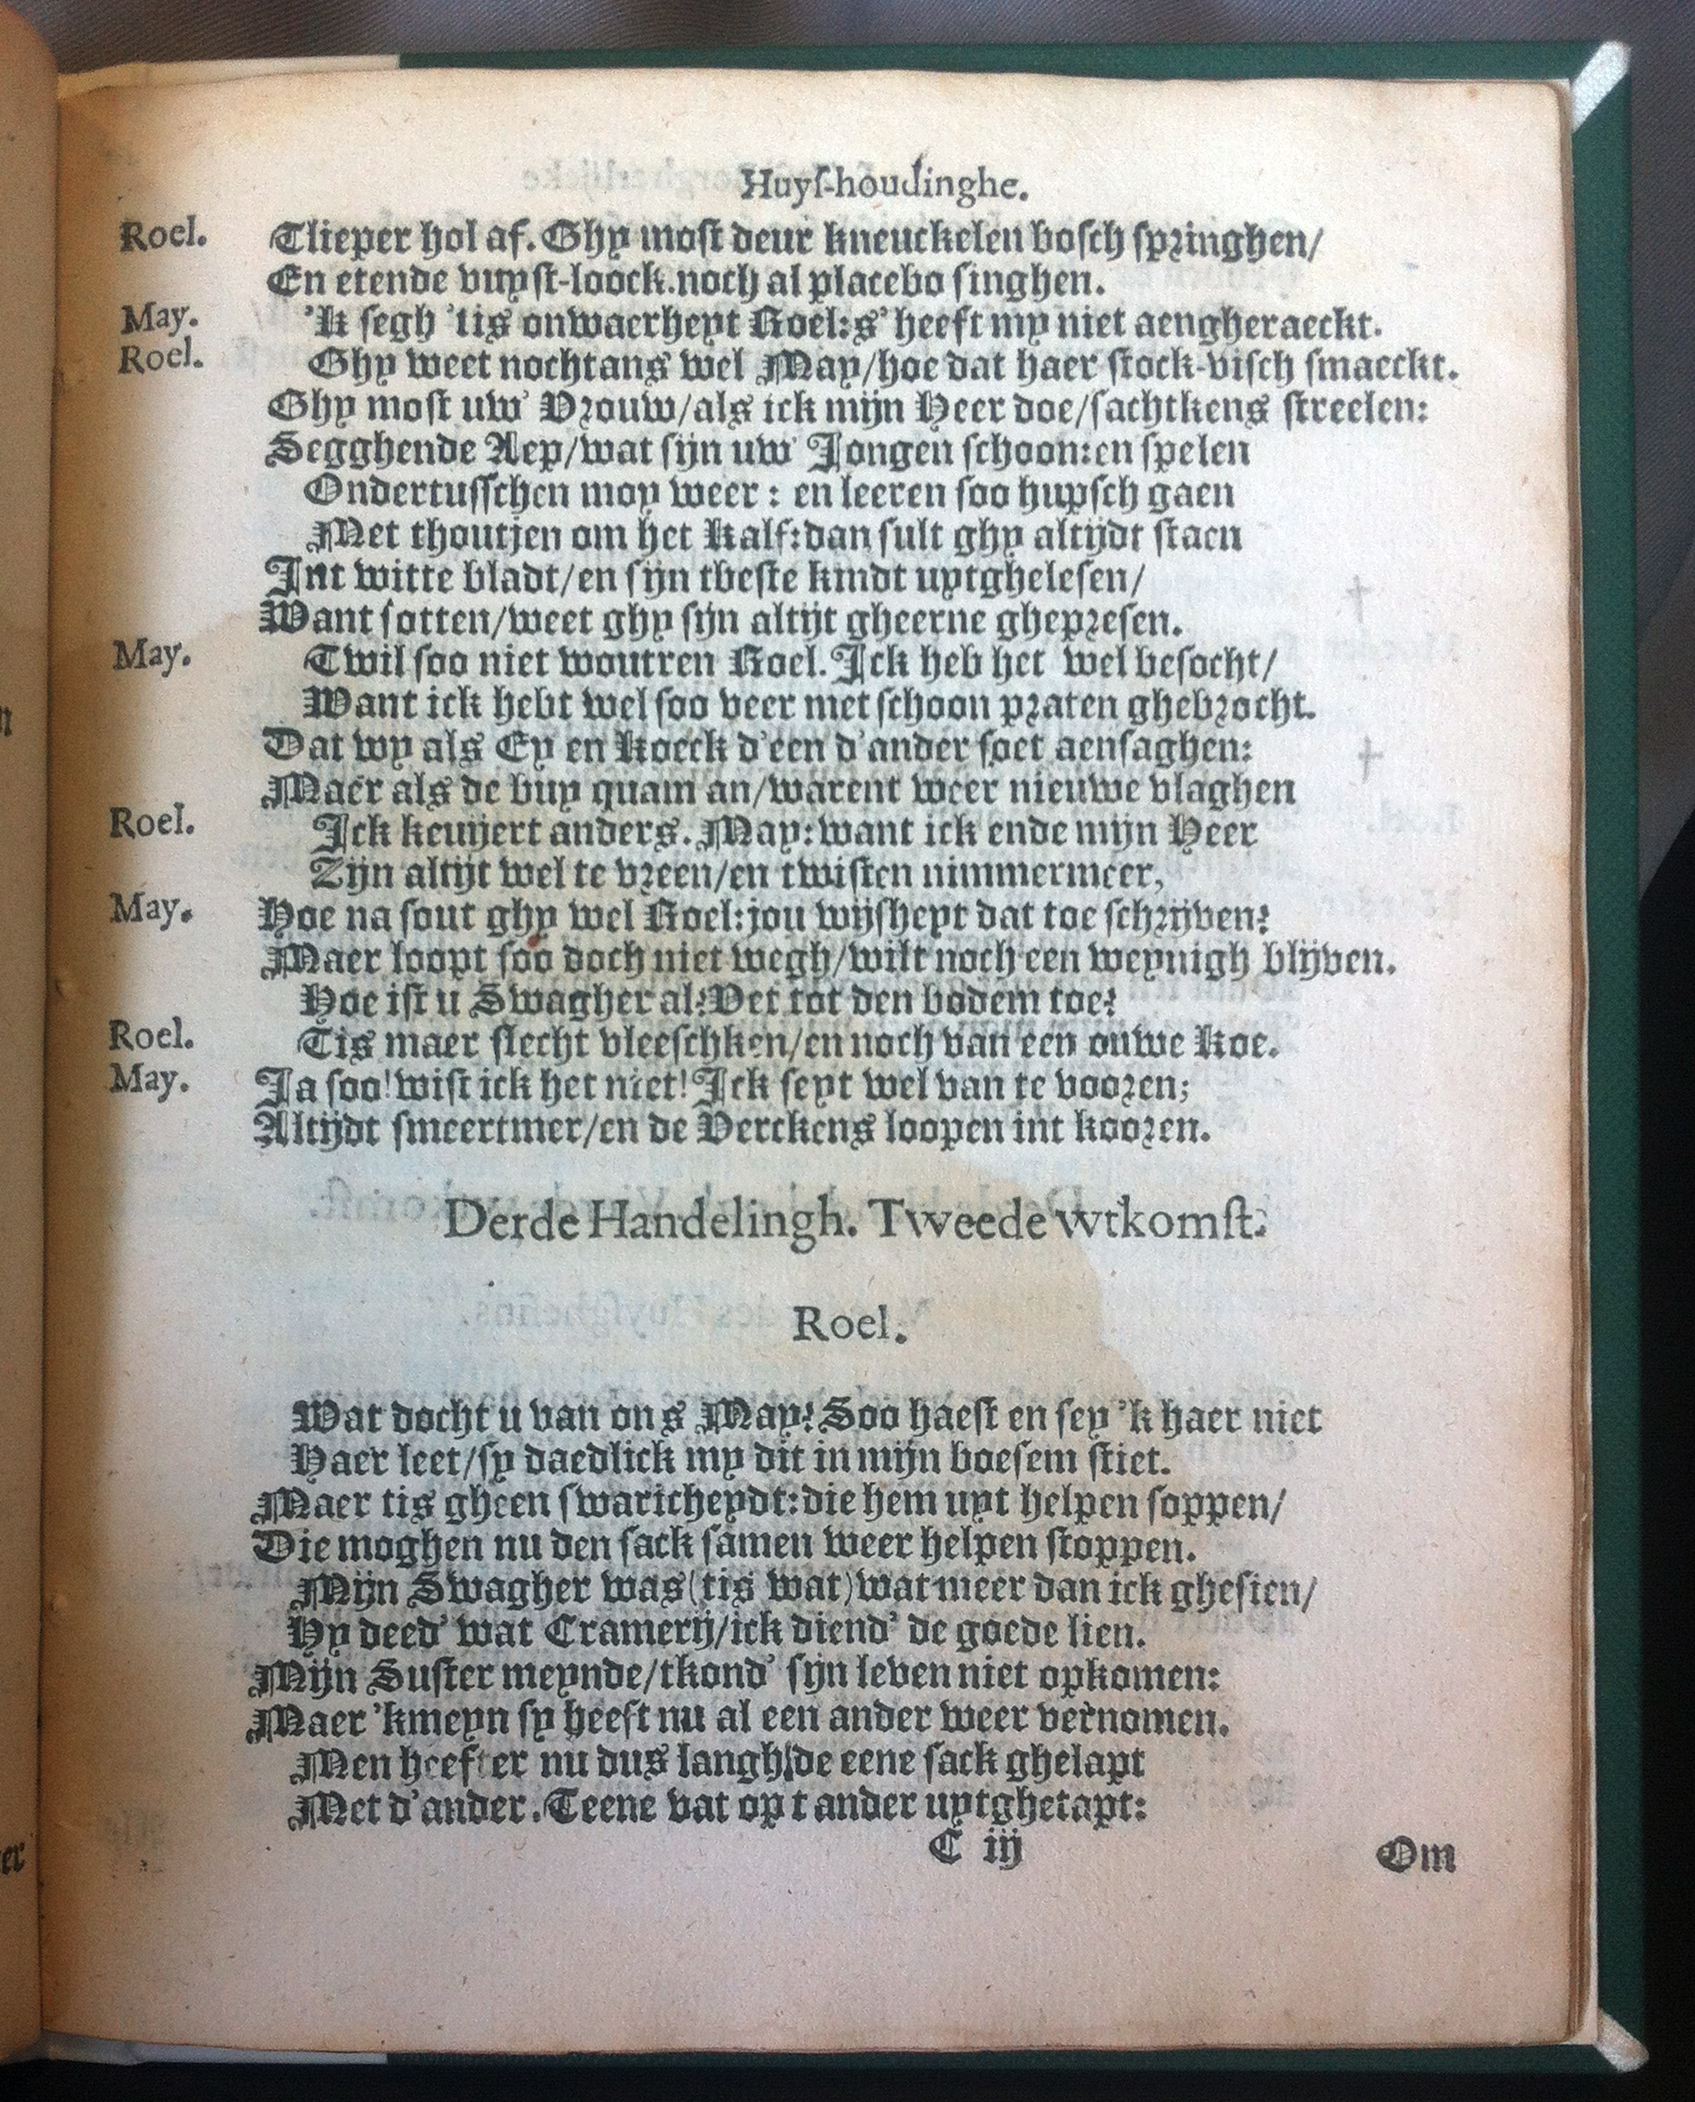 Huyſ-houdinghe.
Roel. Tlieper hol af. Ghy moſt deur kneuckelen boſch ſpringhen/
En etende vuyſt-loock. noch al placebo ſinghen.
May. 'k ſegh 'tis onwaerheyt Roel: s' heeft my niet aengheraeckt.
Roel. Ghy weet nochtans wel May/hoe dat haer ſtock-viſch ſmaeckt.
Ghy moſt uw' Vrouw/als ick mijn Heer doe/ſachtkens ſtreelen:
Segghende Aep/wat ſijn uw' Jongen ſchoon: en ſpelen
Ondertuſſchen moy weer: en leeren ſoo hupſch gaen
Met thoutjen om het Kalf: dan ſult ghy altijdt ſtaen
Int witte bladt/en ſijn tbeſte kindt uytgheleſen/
Want ſotten/weet ghy ſijn altijt gheerne ghepreſen.
May. Twil ſoo niet woutren Roel. Ick heb het wel beſocht/
Want ick hebt wel ſoo veer met ſchoon praten ghebrocht.
Dat wy als Ey en Koeck d'een d'ander ſoet aenſaghen:
Maer als de buy quam an/warent weer nieuwe vlaghen
Roel. Ick keuijert anders. May: want ick ende mijn Heer
Zijn altijt wel te vreen/en twiſten nimmermeer,
May. Hoe na ſout ghy wel Roel: jou wijsheyt dat toe ſchrijven?
Maer loopt ſoo doch niet wegh/wilt noch een weynigh blijven.
Hoe iſt u Swagher al? Vet tot den bodem toe?
Roel. Tis maer ſlecht vleeſchken/en noch van een ouwe Koe.
May. Ja ſoo! wiſt ick het niet! Ick ſeyt wel van te vooren;
Altijdt ſmeertmer/en de Verckens loopen int kooren.
Derde Handelingh. Tweede wtkomſt.
Roel.
Wat docht u van ons May? Soo haeſt en ſey 'k haer niet
Haer leet/ſy daedlick my dit in mijn boeſem ſtiet.
Maer tis gheen ſwaricheydt: die hem uyt helpen ſoppen/
Die moghen nu den ſack ſamen weer helpen ſtoppen.
Mijn Swagher was (tis wat) wat meer dan ick gheſien/
Hy deed' wat Cramerij/ick diend' de goede lien.
Mijn Suſter meynde/tkond' ſijn leven niet opkomen:
Maer 'kmeyn ſy heeft nu al een ander weer vernomen.
Men heefter nu dus langh de eene ſack ghelapt
Met d'ander. Teene vat op t ander uytghetapt:
C iij
Om